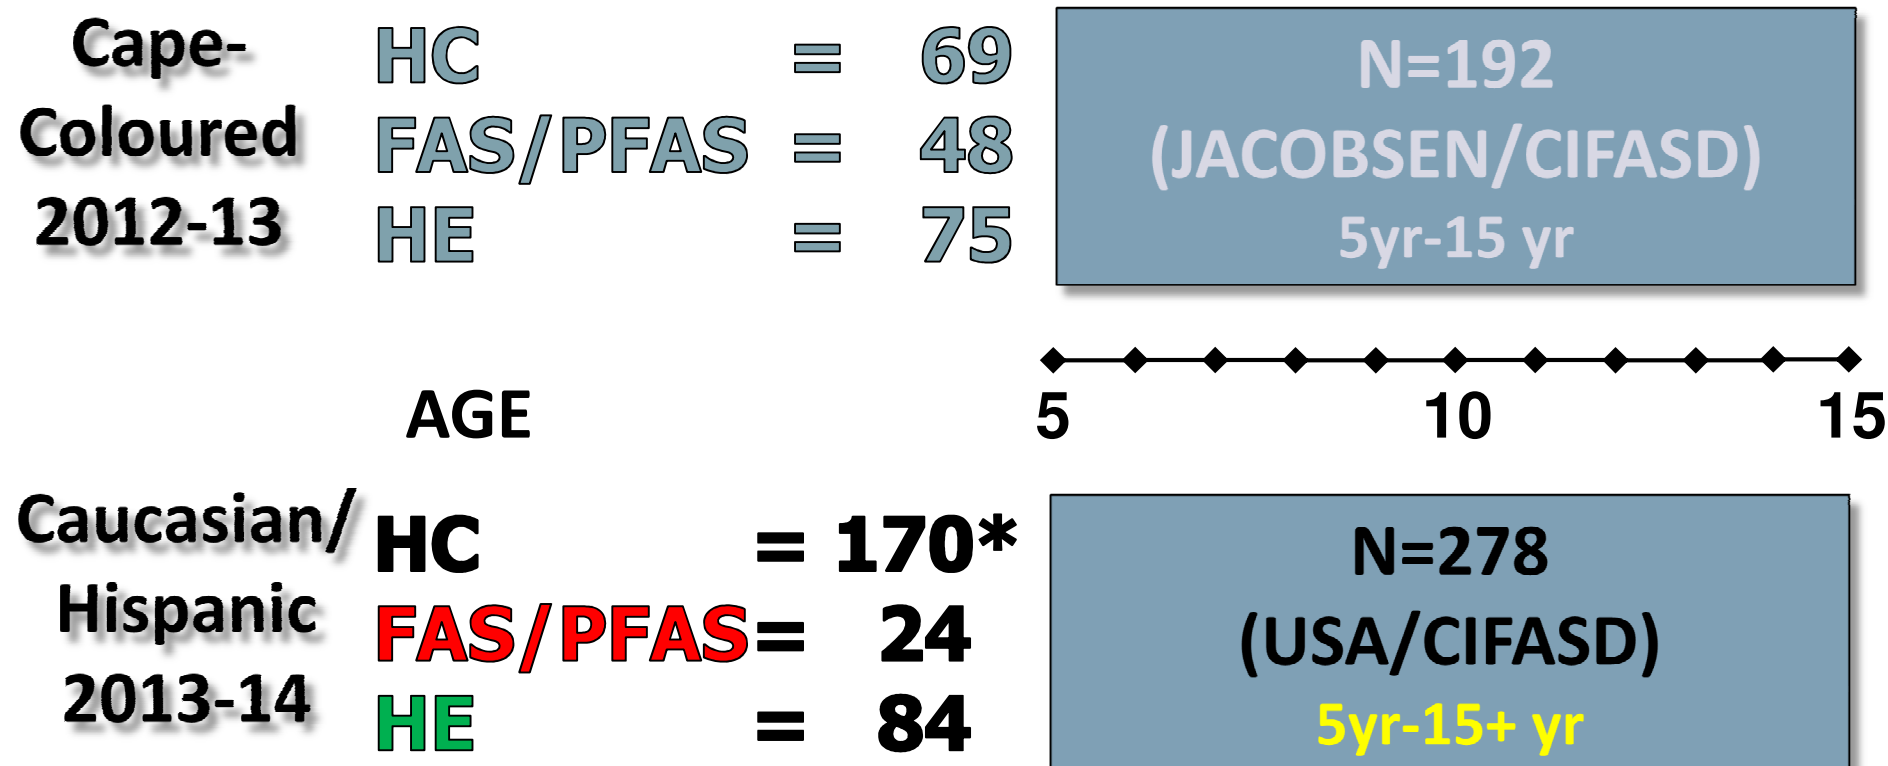 Cape-
Coloured
2012-13
HC = 69
FAS/PFAS = 48
HE = 75
N=192
(JACOBSEN/CIFASD)
5yr-15 yr
AGE
5 10 15
Caucasian/
Hispanic
2013-14
HC = 170*
FAS/PFAS = 24
HE = 84
N=278
(USA/CIFASD)
5yr-15+ yr